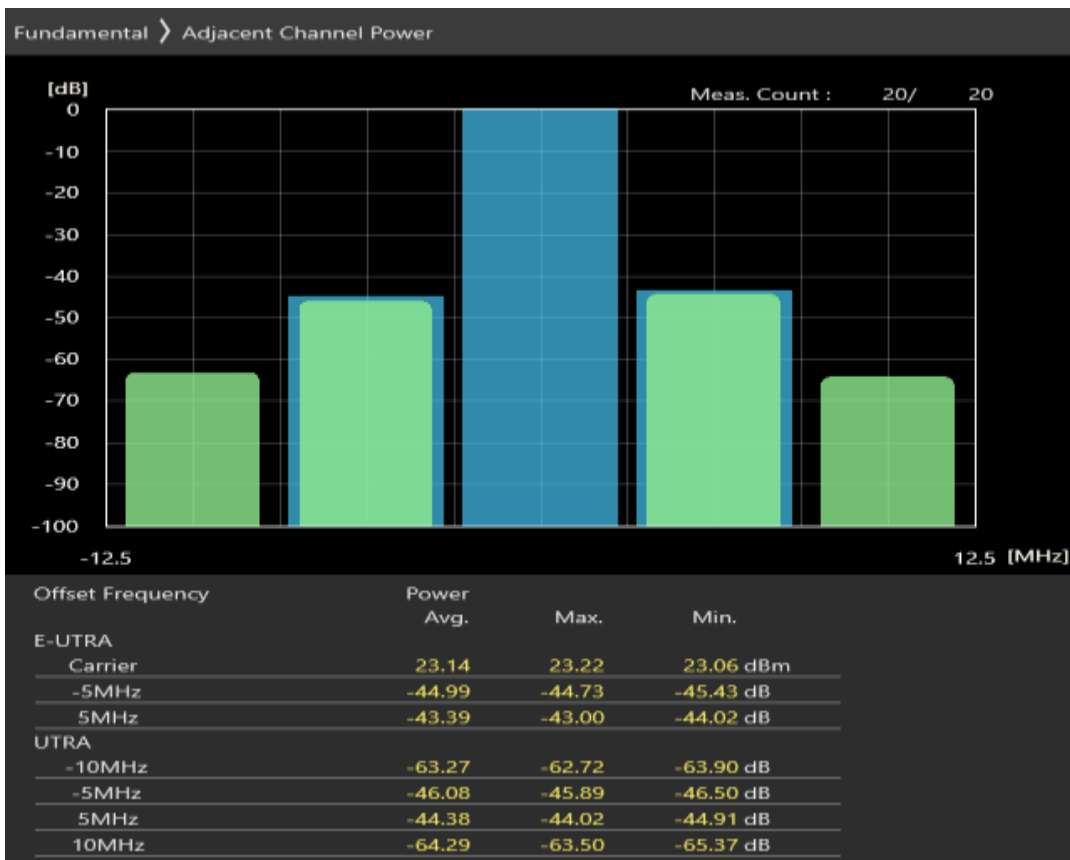 Fundamental 〉 Adjacent Channel Power
[dB]
Meas. Count : 20/ 20
0
-10
-20
-30
-40
-50
-60
-70
-80
-90
-100
-12.5 12.5 [MHz]
Offset Frequency Power
Avg. Max. Min.
E-UTRA
Carrier 23.14 23.22 23.06 dBm
-5MHz -44.99 -44.73 -45.43 dB
5MHz -43.39 -43.00 -44.02 dB
UTRA
-10MHz -63.27 -62.72 -63.90 dB
-5MHz -46.08 -45.89 -46.50 dB
5MHz -44.38 -44.02 -44.91 dB
10MHz -64.29 -63.50 -65.37 dB